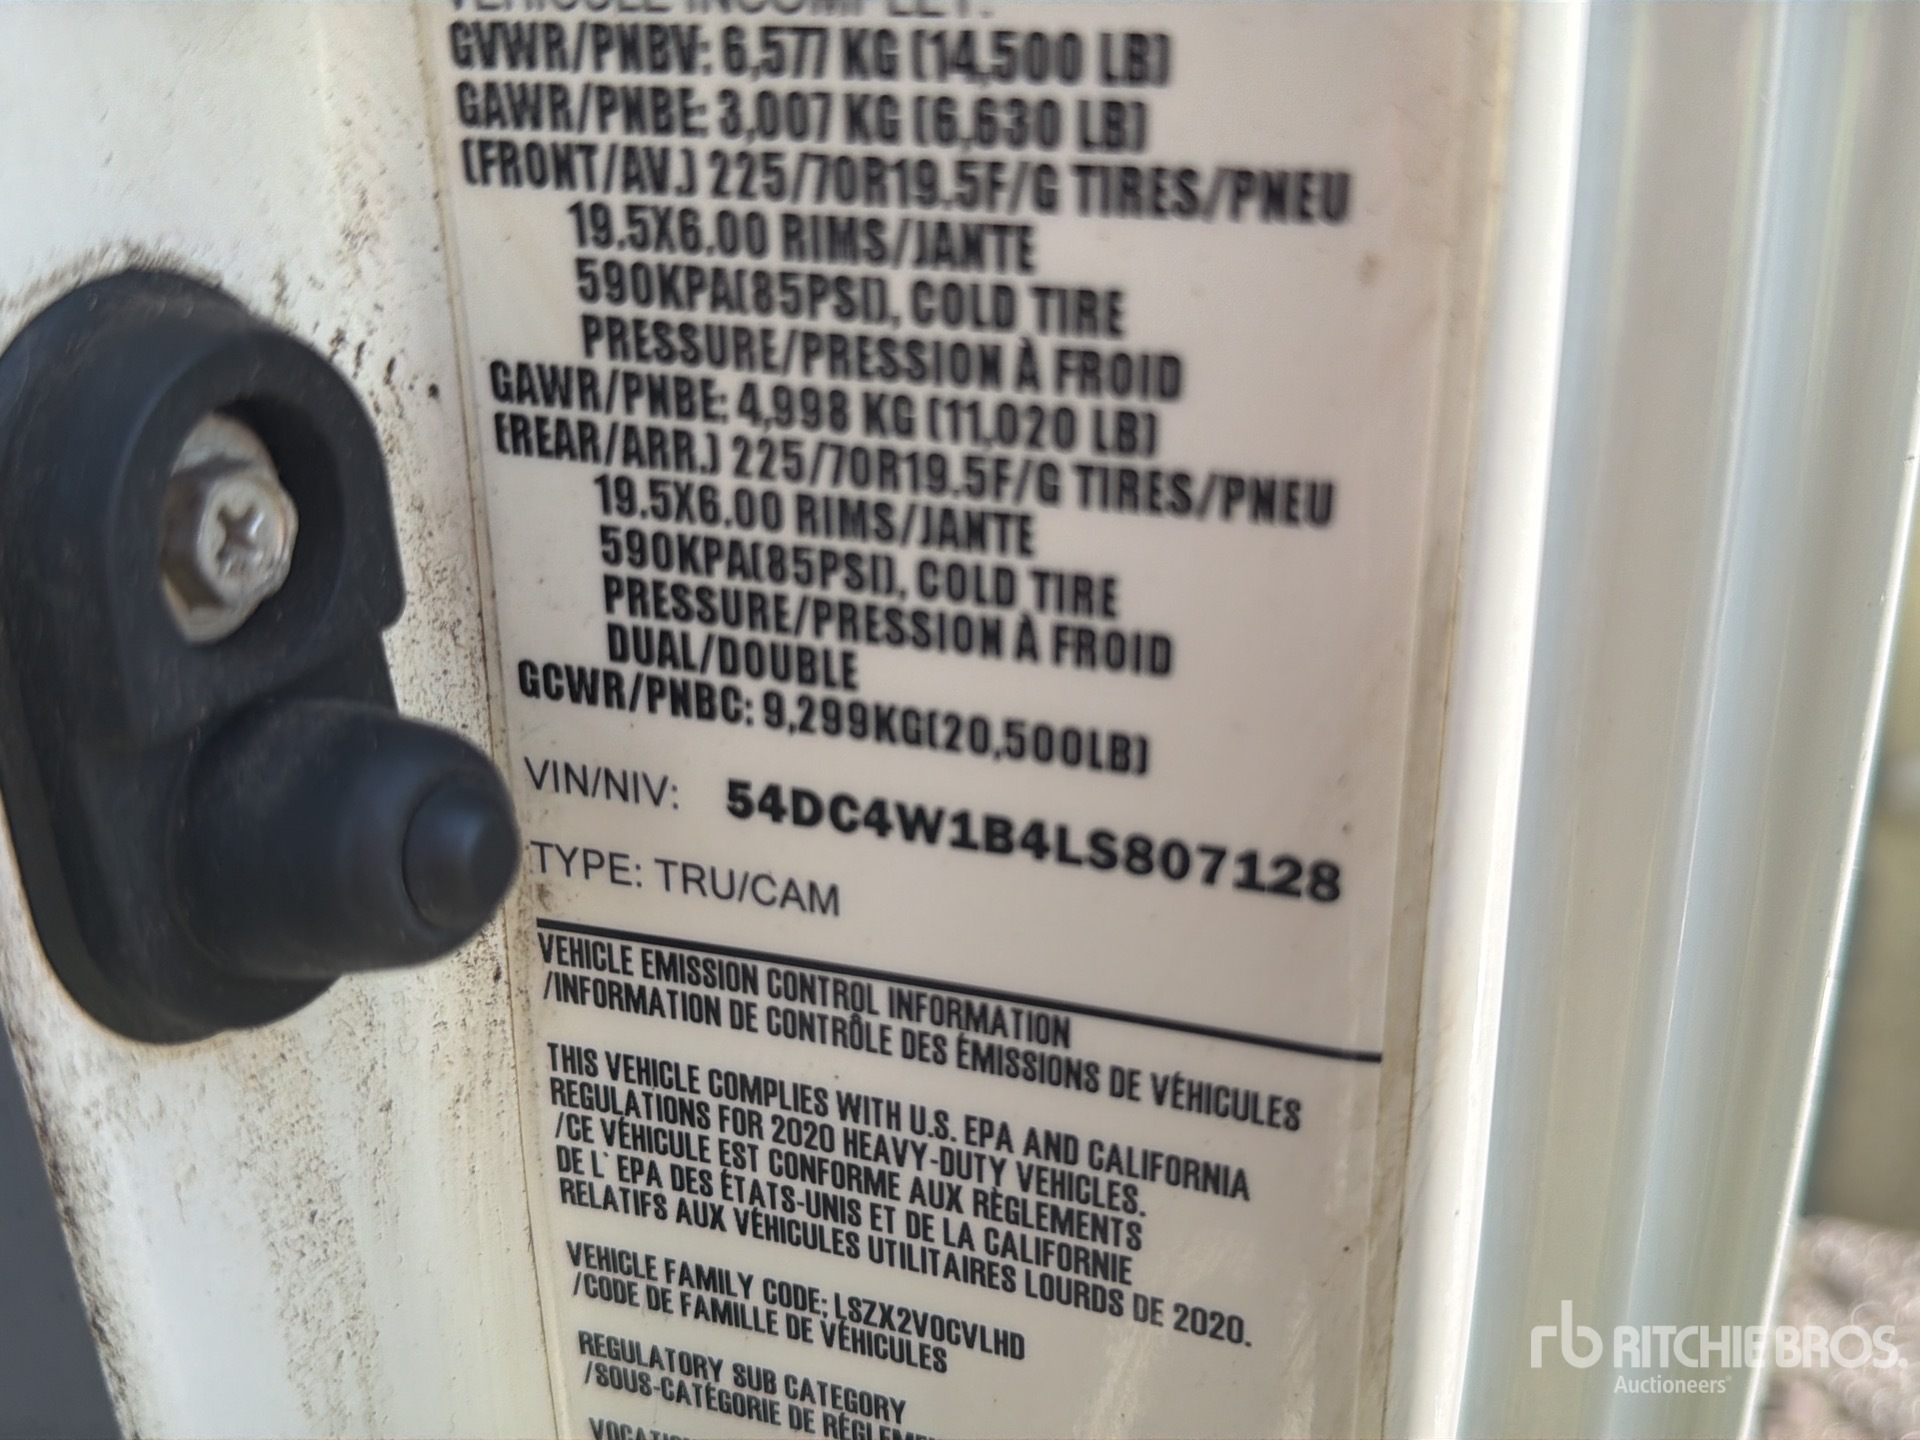 VEHICULE INCOMPLET.
GVWR/PNBV: 6,577 KG (14,500 LB)
GAWR/PNBE: 3,007 KG (6,630 LB)
(FRONT/AV.) 225/70R19.5F/G TIRES/PNEU
19.5X6.00 RIMS/JANTE
590KPA(85PSI), COLD TIRE
PRESSURE/PRESSION À FROID
GAWR/PNBE: 4,998 KG (11,020 LB)
(REAR/ARR.) 225/70R19.5F/G TIRES/PNEU
19.5X6.00 RIMS/JANTE
590KPA(85PSI), COLD TIRE
PRESSURE/PRESSION À FROID
DUAL/DOUBLE
GCWR/PNBC: 9,299KG(20,500LB)
VIN/NIV: 54DC4W1B4LS807128
TYPE: TRU/CAM
VEHICLE EMISSION CONTROL INFORMATION
/INFORMATION DE CONTRÔLE DES ÉMISSIONS DE VÉHICULES
THIS VEHICLE COMPLIES WITH U.S. EPA AND CALIFORNIA
REGULATIONS FOR 2020 HEAVY-DUTY VEHICLES.
/CE VÉHICULE EST CONFORME AUX RÈGLEMENTS
DE L`EPA DES ÉTATS-UNIS ET DE LA CALIFORNIE
RELATIFS AUX VÉHICULES UTILITAIRES LOURDS DE 2020.
VEHICLE FAMILY CODE: LSZX2VOCVLHD
/CODE DE FAMILLE DE VÉHICULES
REGULATORY SUB CATEGORY
/SOUS-CATÉGORIE DE
rb RITCHIE BROS.
Auctioneers